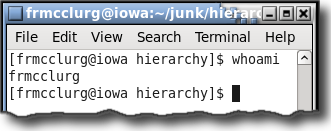 frmcclurg@iowa:~/junk/hierarc
File Edit View Search Terminal Help
[frmcclurg@iowa hierarchy]$ whoami
frmcclurg
[frmcclurg@iowa hierarchy]$